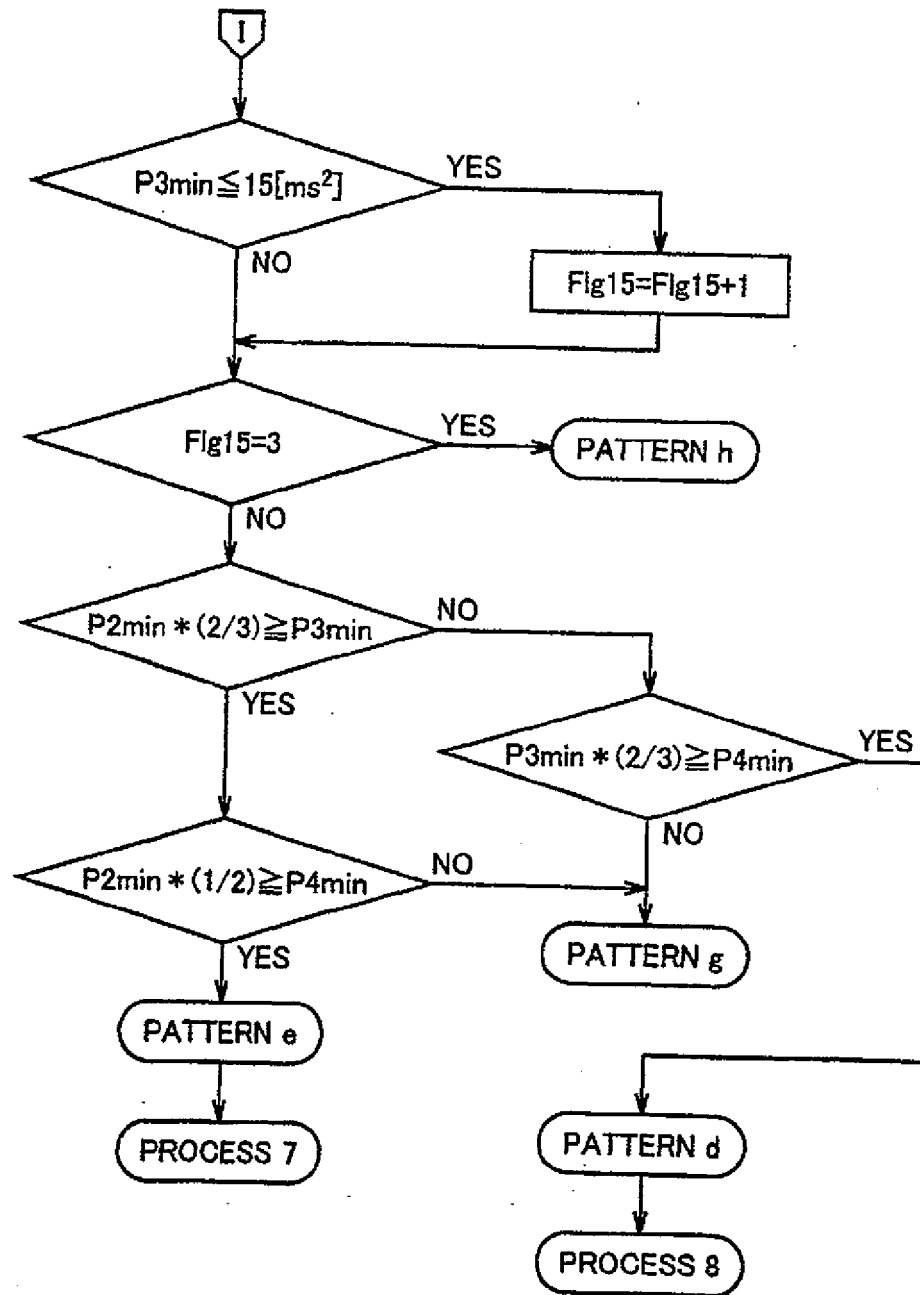 I
P3min≦15[ms²]
YES
NO
Flg15=Flg15+1
Flg15=3
YES
PATTERN h
NO
P2min*(2/3)≧P3min
NO
YES
P3min*(2/3)≧P4min
YES
NO
P2min*(1/2)≧P4min
NO
YES
PATTERN g
PATTERN e
PATTERN d
PROCESS 7
PROCESS 8